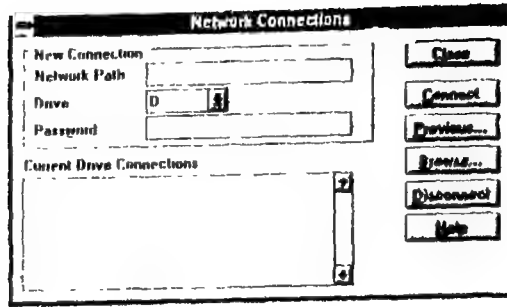 Network Connections
New Connection
Network Path
Drive
D
Password
Current Drive Connections
Close
Connect
Previous...
Browse...
Disconnect
Help